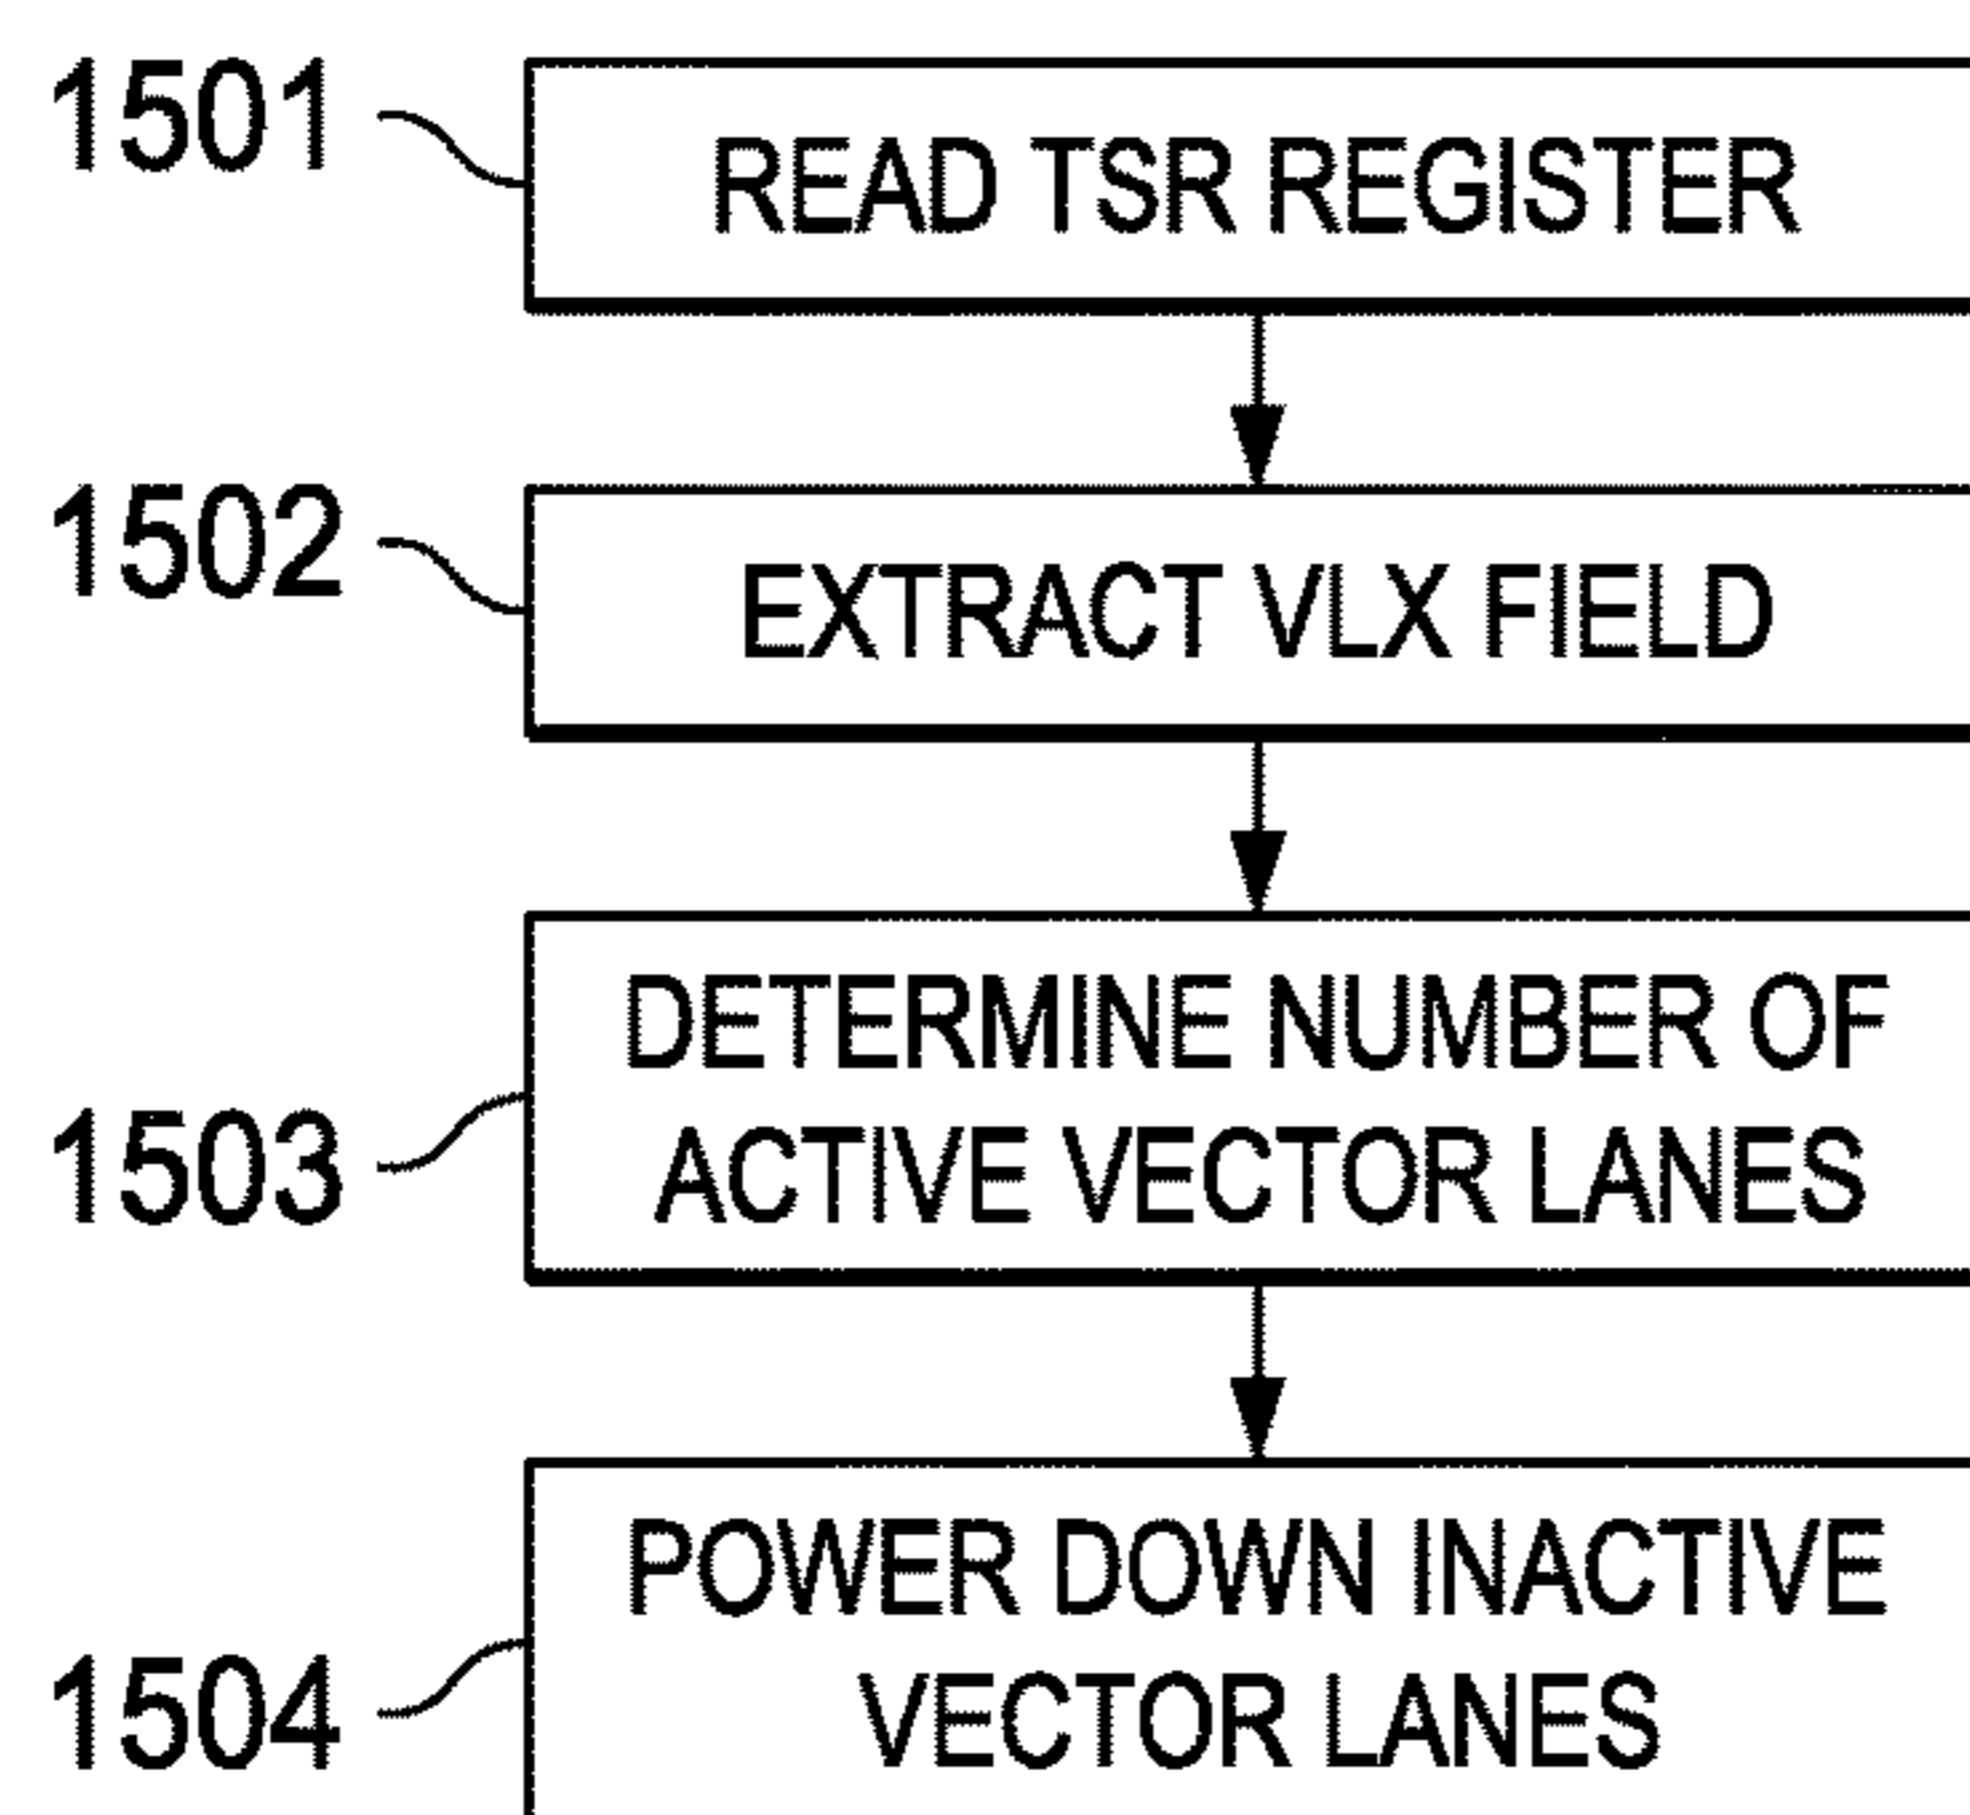 1501
READ TSR REGISTER
1502
EXTRACT VLX FIELD
DETERMINE NUMBER OF
1503
ACTIVE VECTOR LANES
POWER DOWN INACTIVE
1504
VECTOR LANES